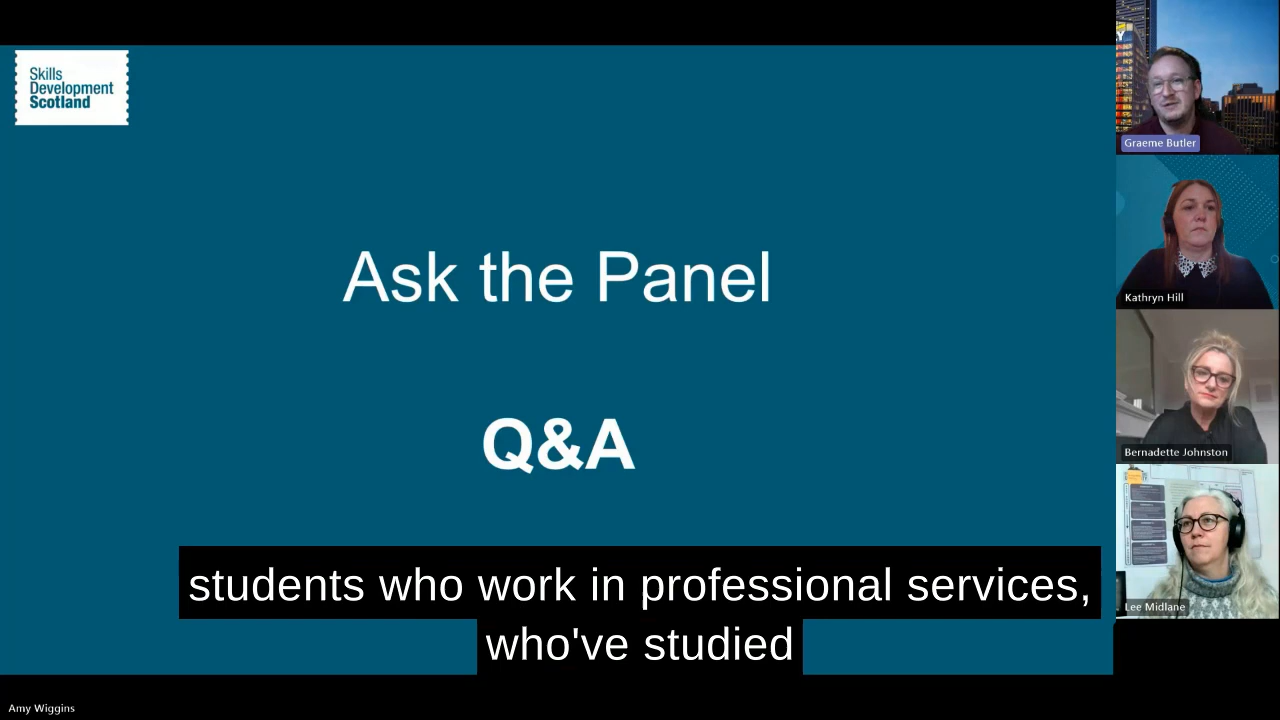 Skills
Development
Scotland
Ask the Panel
Q&A
students who work in professional services,
who've studied
Graeme Butler
Kathryn Hill
Bernadette Johnston
Lee Midlane
Amy Wiggins